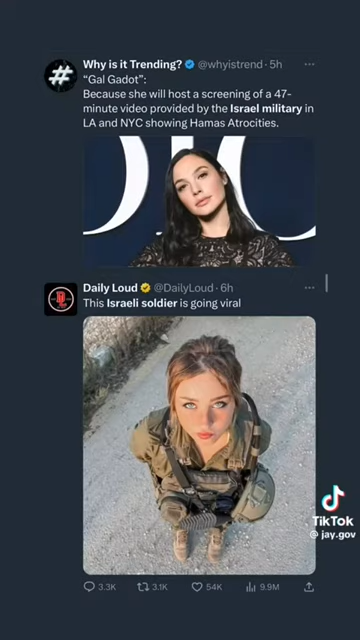 Why is it Trending? @whyistrend · 5h
“Gal Gadot”:
Because she will host a screening of a 47-
minute video provided by the Israel military in
LA and NYC showing Hamas Atrocities.
DIO
Daily Loud @DailyLoud · 6h
This Israeli soldier is going viral
TikTok
@ jay.gov
3.3K 3.1K 54K 9.9M